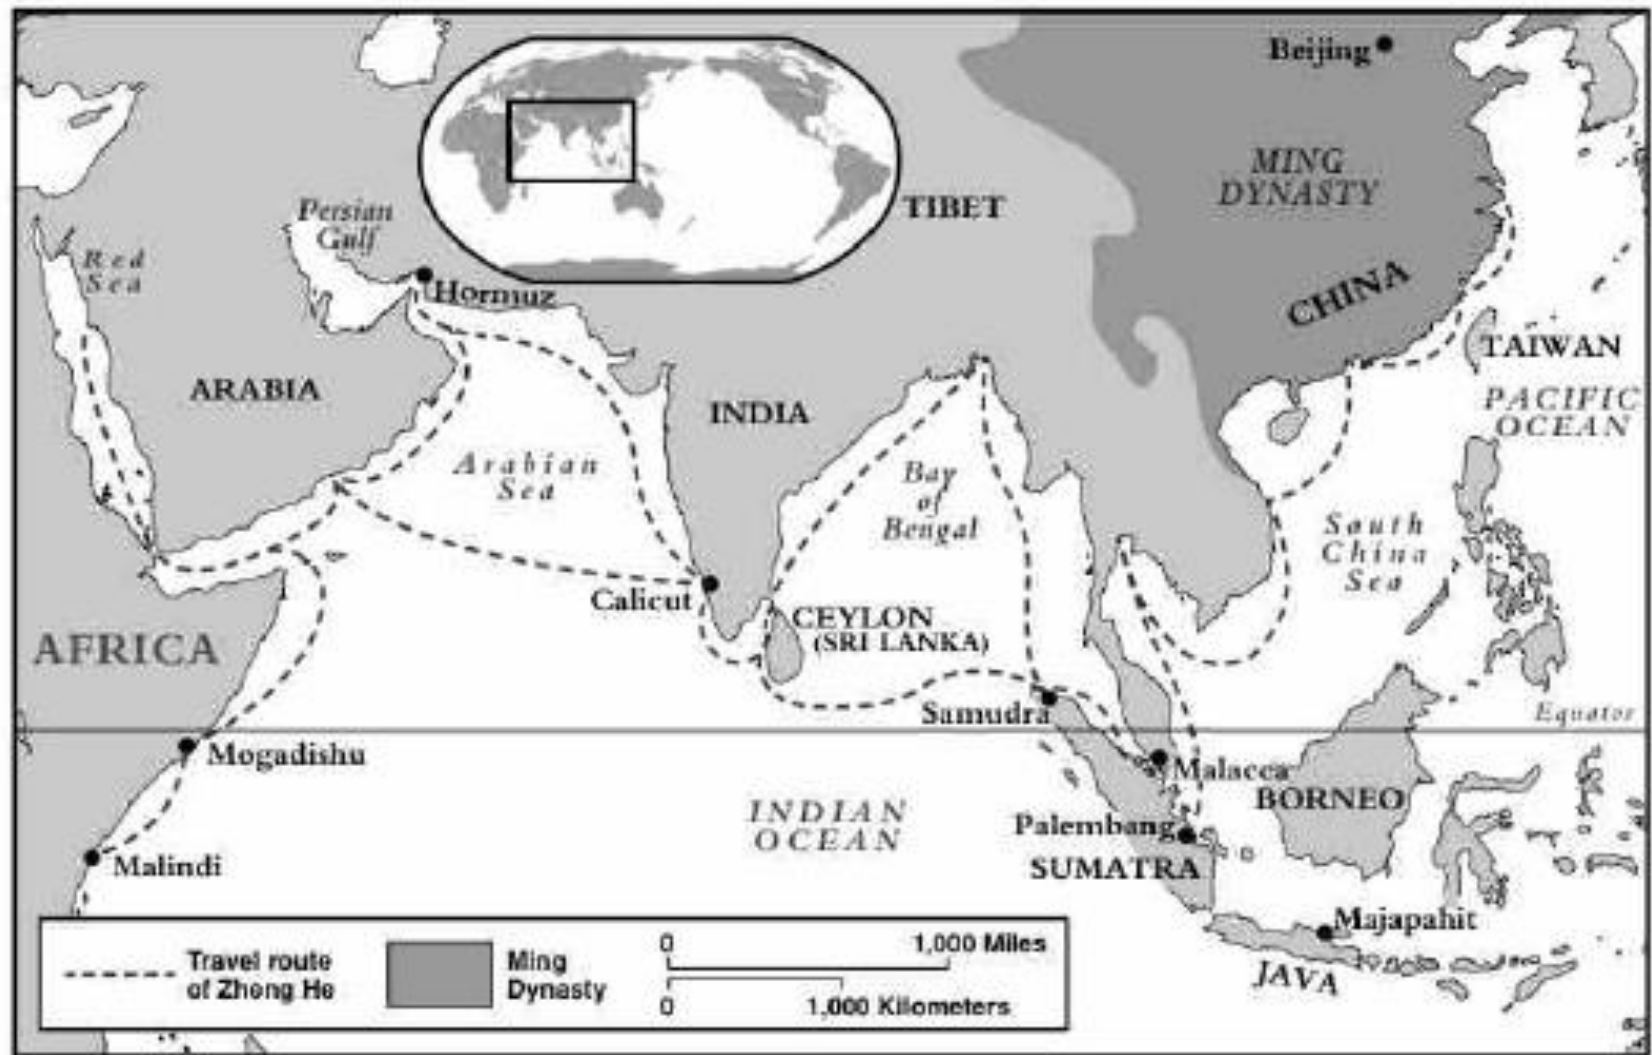 Beijing
MING
DYNASTY
Persian
Gulf
TIBET
Red
Sea
Hormuz
CHINA
TAIWAN
ARABIA
INDIA
PACIFIC
OCEAN
Arabian
Sea
Bay
of
Bengal
South
China
Sea
Calicut
CEYLON
(SRI LANKA)
AFRICA
Samudra
Equator
Mogadishu
Malacca
BORNEO
INDIAN
OCEAN
Palembang
SUMATRA
Malindi
Majapahit
JAVA
Travel route
of Zheng He
Ming
Dynasty
0 1,000 Miles
0 1,000 Kilometers